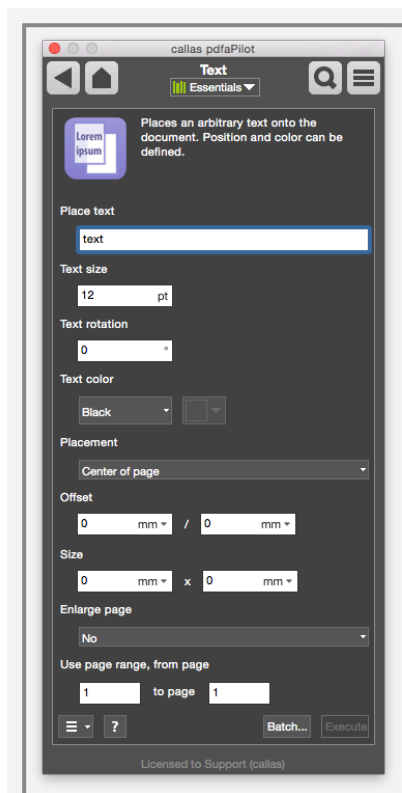 callas pdfaPilot
Text
Essentials
Lorem
ipsum
Places an arbitrary text onto the
document. Position and color can be
defined.
Place text
text
Text size
12 pt
Text rotation
0 °
Text color
Black
Placement
Center of page
Offset
0 mm / 0 mm
Size
0 mm x 0 mm
Enlarge page
No
Use page range, from page
1 to page 1
? Batch... Execute
Licensed to Support (callas)